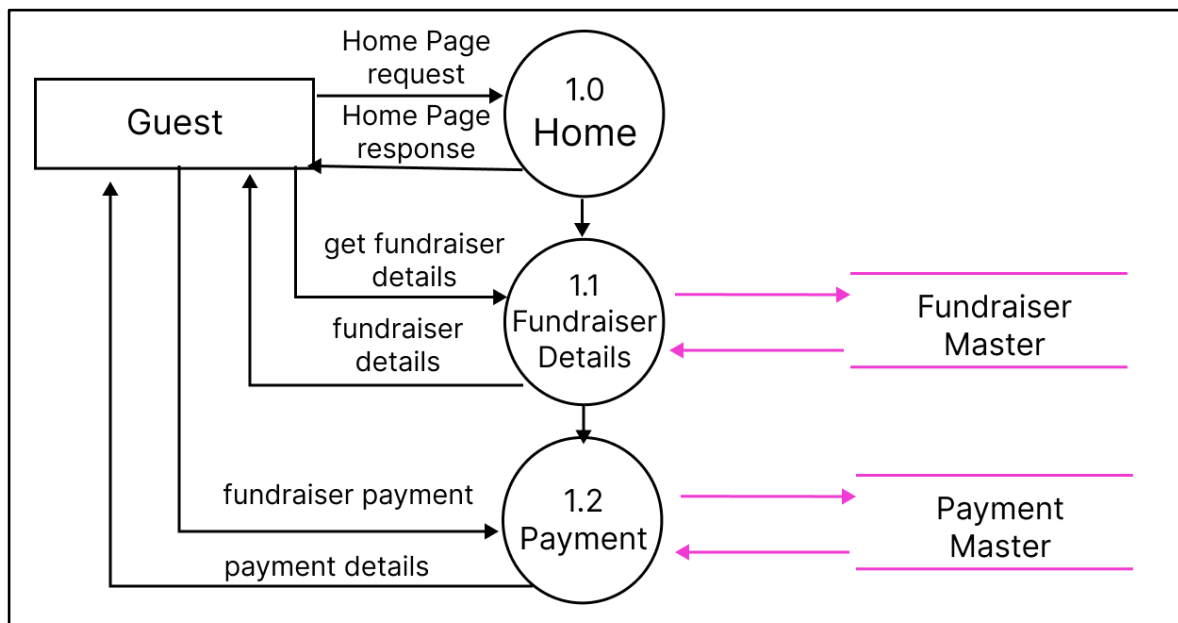 Home Page
request
Guest
1.0
Home
Home Page
response
get fundraiser
details
1.1
Fundraiser
Details
fundraiser
details
Fundraiser
Master
fundraiser payment
1.2
Payment
payment details
Payment
Master